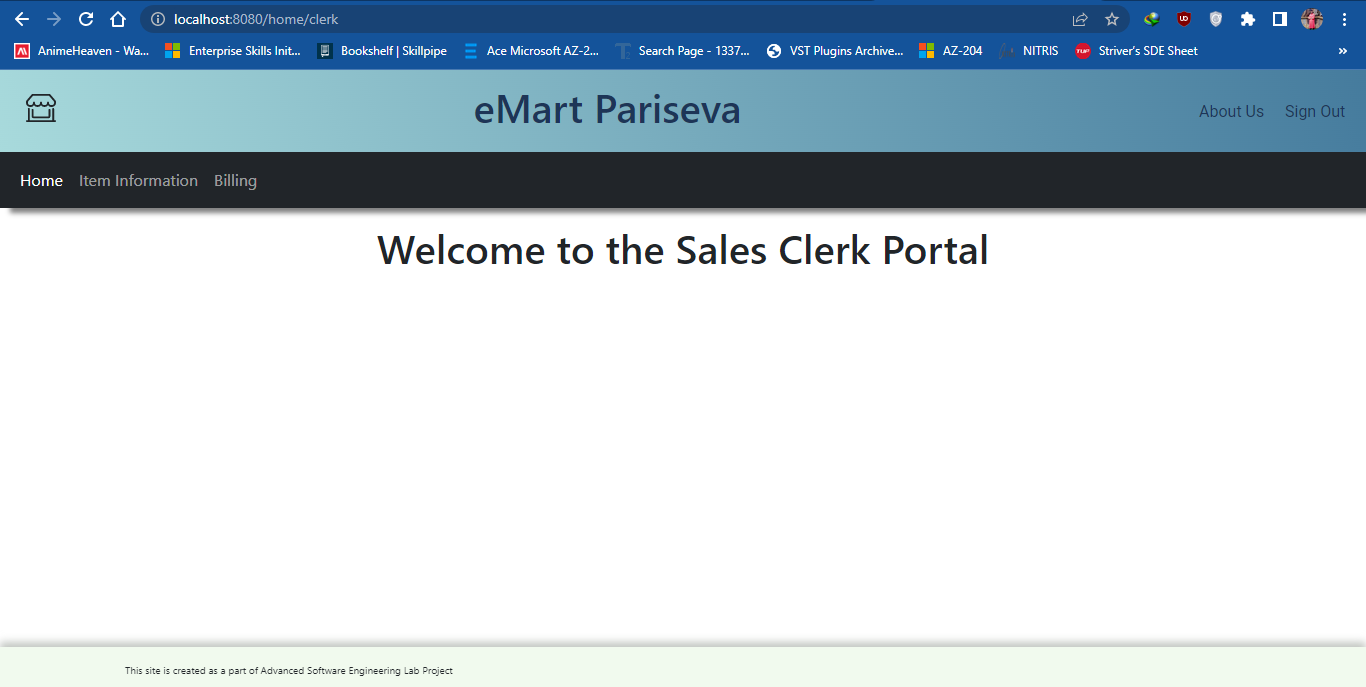 localhost:8080/home/clerk
AnimeHeaven - Wa... Enterprise Skills Init... Bookshelf | Skillpipe Ace Microsoft AZ-2... Search Page - 1337... VST Plugins Archive... AZ-204 NITRIS TUF Striver's SDE Sheet »
eMart Pariseva
About Us Sign Out
Home Item Information Billing
Welcome to the Sales Clerk Portal
This site is created as a part of Advanced Software Engineering Lab Project